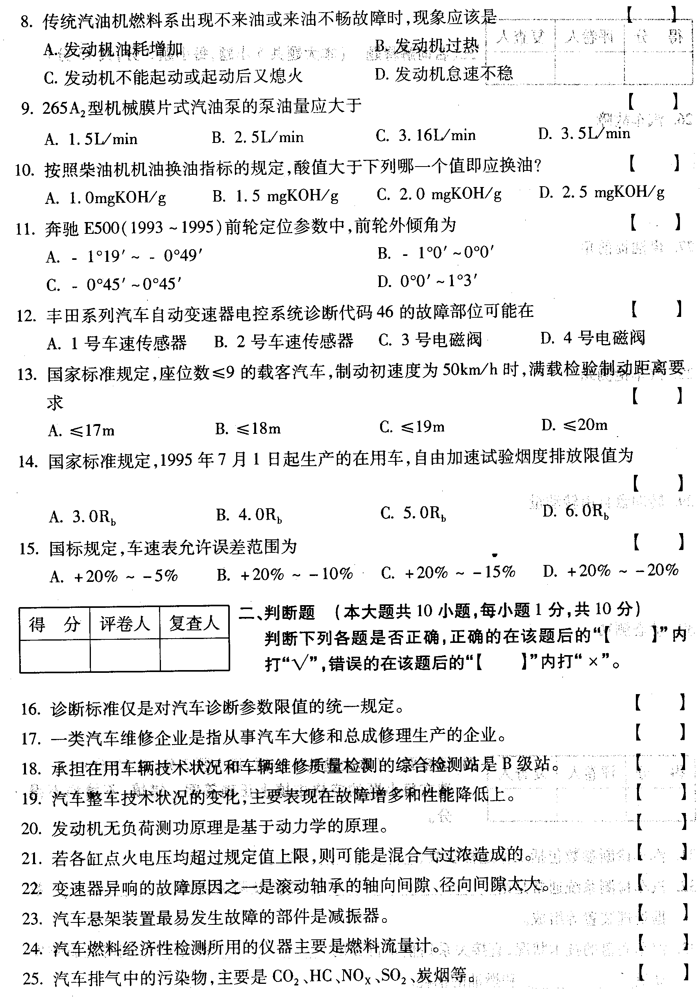 8. 传统汽油机燃料系出现不来油或来油不畅故障时,现象应该是 【 】
A. 发动机油耗增加 B. 发动机过热
C. 发动机不能起动或起动后又熄火 D. 发动机怠速不稳
9. 265A₂型机械膜片式汽油泵的泵油量应大于 【 】
A. 1.5L/min B. 2.5L/min C. 3.16L/min D. 3.5L/min
10. 按照柴油机机油换油指标的规定,酸值大于下列哪一个值即应换油? 【 】
A. 1.0mgKOH/g B. 1.5 mgKOH/g C. 2.0 mgKOH/g D. 2.5 mgKOH/g
11. 奔驰 E500(1993~1995)前轮定位参数中,前轮外倾角为 【 】
A. - 1°19′~ - 0°49′ B. - 1°0′~0°0′
C. - 0°45′~0°45′ D. 0°0′~1°3′
12. 丰田系列汽车自动变速器电控系统诊断代码 46 的故障部位可能在 【 】
A. 1 号车速传感器 B. 2 号车速传感器 C. 3 号电磁阀 D. 4 号电磁阀
13. 国家标准规定,座位数≤9 的载客汽车,制动初速度为 50km/h 时,满载检验制动距离要
求 【 】
A. ≤17m B. ≤18m C. ≤19m D. ≤20m
14. 国家标准规定,1995 年 7 月 1 日起生产的在用车,自由加速试验烟度排放限值为
【 】
A. 3.0R_b B. 4.0R_b C. 5.0R_b D. 6.0R_b
15. 国标规定,车速表允许误差范围为 【 】
A. +20% ~ -5% B. +20% ~ -10% C. +20% ~ -15% D. +20% ~ -20%
得 分 评卷人 复查人
二、判断题 (本大题共 10 小题,每小题 1 分,共 10 分)
判断下列各题是否正确,正确的在该题后的“【 】”内
打“√”,错误的在该题后的“【 】”内打“×”。
16. 诊断标准仅是对汽车诊断参数限值的统一规定。 【 】
17. 一类汽车维修企业是指从事汽车大修和总成修理生产的企业。 【 】
18. 承担在用车辆技术状况和车辆维修质量检测的综合检测站是 B 级站。 【 】
19. 汽车整车技术状况的变化,主要表现在故障增多和性能降低上。 【 】
20. 发动机无负荷测功原理是基于动力学的原理。 【 】
21. 若各缸点火电压均超过规定值上限,则可能是混合气过浓造成的。 【 】
22. 变速器异响的故障原因之一是滚动轴承的轴向间隙、径向间隙太大。 【 】
23. 汽车悬架装置最易发生故障的部件是减振器。 【 】
24. 汽车燃料经济性检测所用的仪器主要是燃料流量计。 【 】
25. 汽车排气中的污染物,主要是 CO₂、HC、NOₓ、SO₂、炭烟等。 【 】